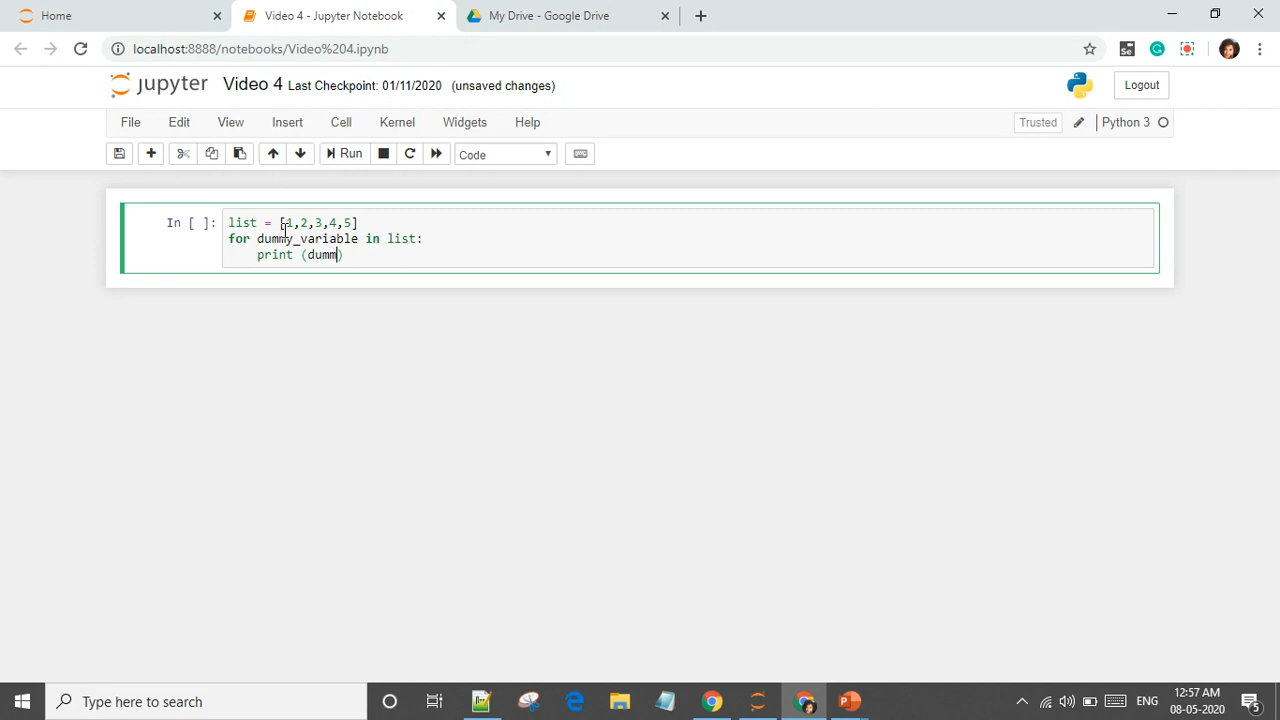 Home
Video 4 - Jupyter Notebook
My Drive - Google Drive
localhost:8888/notebooks/Video%204.ipynb
Se
jupyter Video 4 Last Checkpoint: 01/11/2020 (unsaved changes)
Logout
File Edit View Insert Cell Kernel Widgets Help
Trusted Python 3
Run Code
In [ ]: list = [1,2,3,4,5]
for dummy_variable in list:
print (dumm)
Type here to search
ENG
12:57 AM
08-05-2020
5